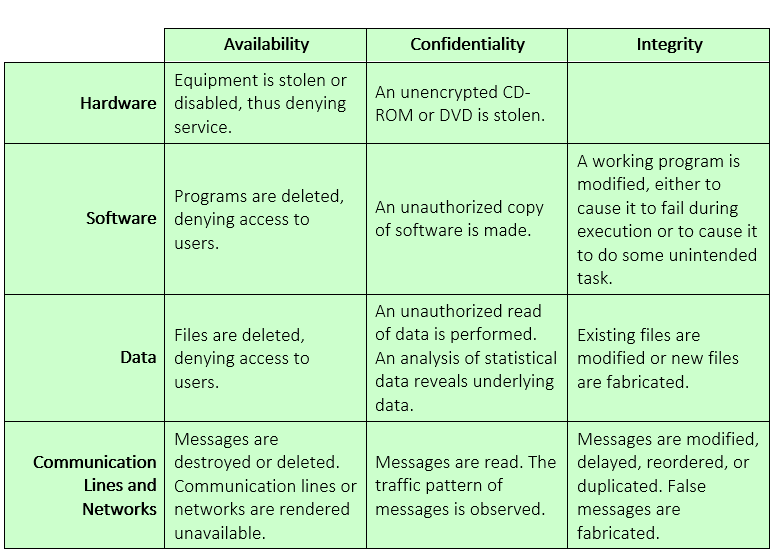 Availability
Confidentiality
Integrity
Hardware
Equipment is stolen or
disabled, thus denying
service.
An unencrypted CD-
ROM or DVD is stolen.
Software
Programs are deleted,
denying access to
users.
An unauthorized copy
of software is made.
A working program is
modified, either to
cause it to fail during
execution or to cause it
to do some unintended
task.
Data
Files are deleted,
denying access to
users.
An unauthorized read
of data is performed.
An analysis of statistical
data reveals underlying
data.
Existing files are
modified or new files
are fabricated.
Communication
Lines and
Networks
Messages are
destroyed or deleted.
Communication lines or
networks are rendered
unavailable.
Messages are read. The
traffic pattern of
messages is observed.
Messages are modified,
delayed, reordered, or
duplicated. False
messages are
fabricated.